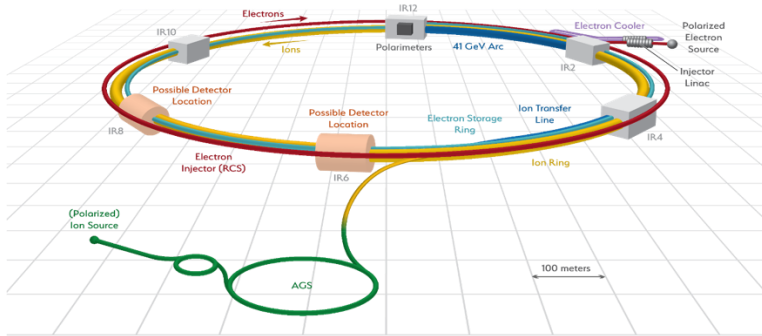 IR12
Electrons
IR10
Ions
Polarimeters
41 GeV Arc
Electron Cooler
Polarized
Electron
Source
IR2
Injector
Linac
Possible Detector
Location
IR8
Possible Detector
Location
Electron Storage
Ring
Ion Transfer
Line
IR4
Electron
Injector (RCS)
IR6
Ion Ring
(Polarized)
Ion Source
AGS
100 meters